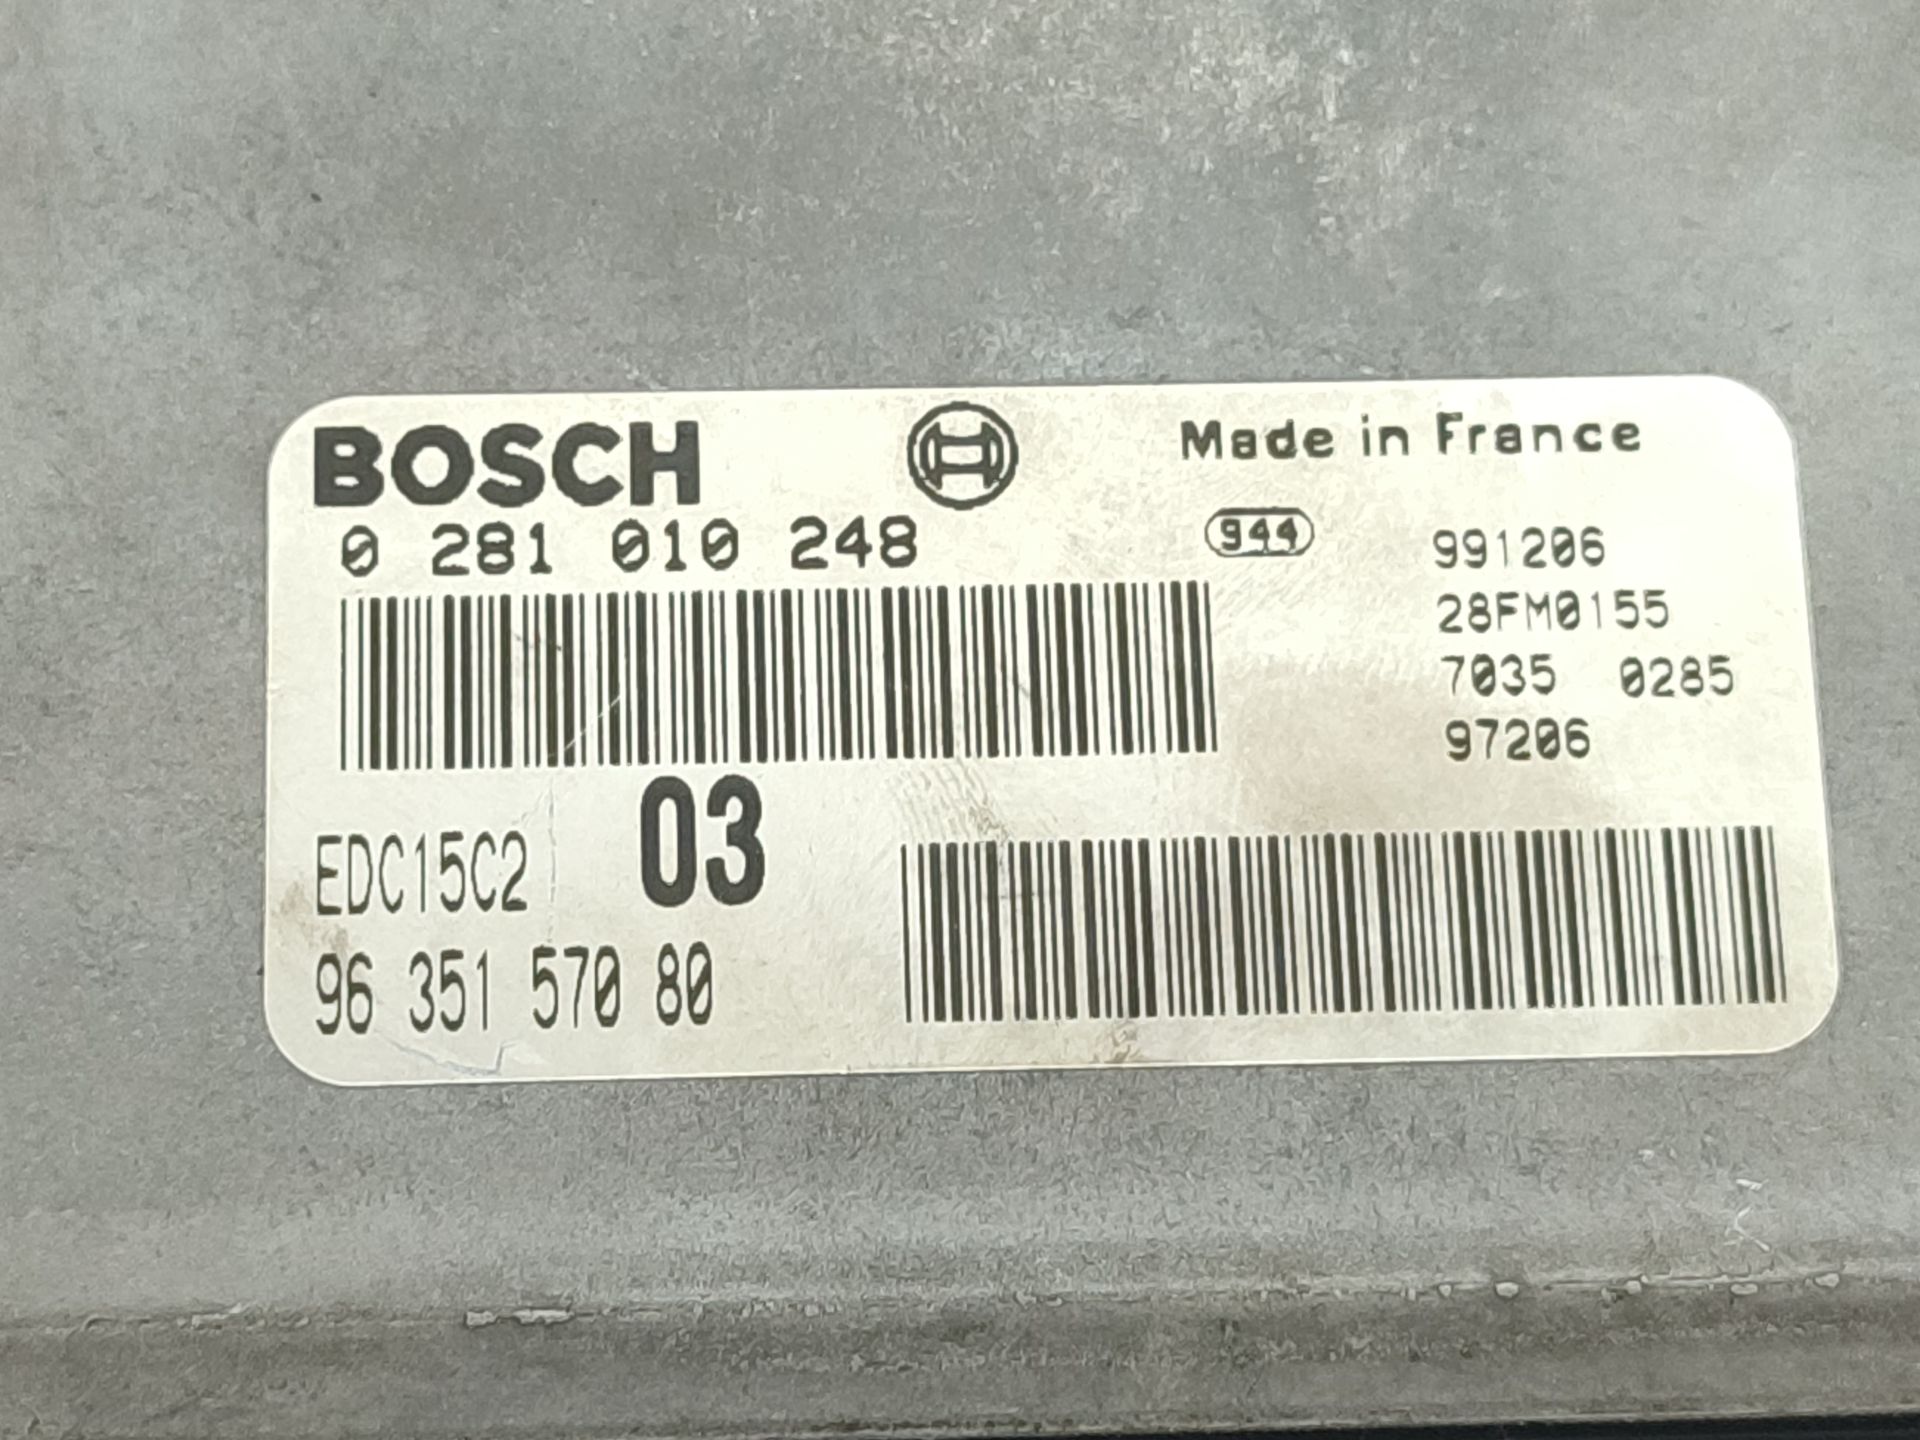 BOSCH
Made in France
0 281 010 248
944
991206
28FM0155
7035 0285
97206
EDC15C2
03
96 351 570 80